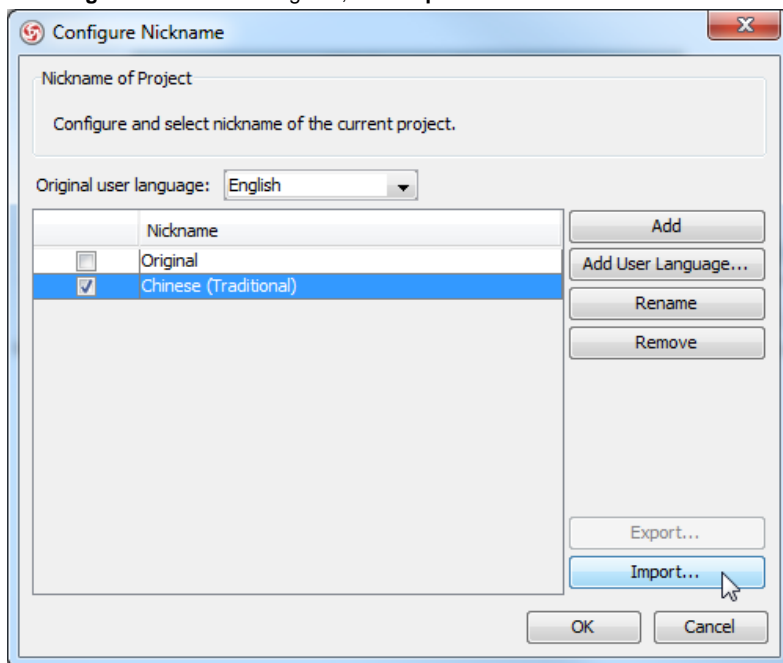 Configure Nickname
Nickname of Project
Configure and select nickname of the current project.
Original user language: English
Nickname
Original
Chinese (Traditional)
Add
Add User Language...
Rename
Remove
Export...
Import...
OK
Cancel